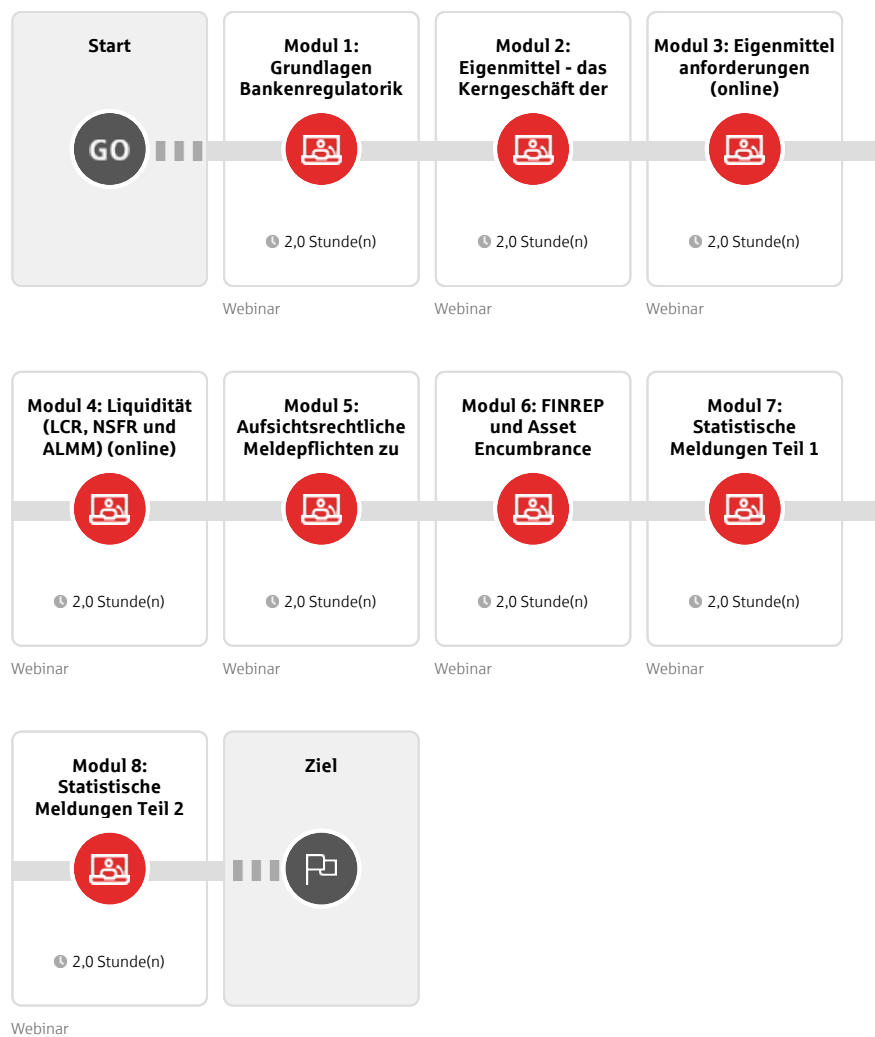 Start
GO
Modul 1:
Grundlagen
Bankenregulatorik
2,0 Stunde(n)
Webinar
Modul 2:
Eigenmittel - das
Kerngeschäft der
2,0 Stunde(n)
Webinar
Modul 3: Eigenmittel
anforderungen
(online)
2,0 Stunde(n)
Webinar
Modul 4: Liquidität
(LCR, NSFR und
ALMM) (online)
2,0 Stunde(n)
Webinar
Modul 5:
Aufsichtsrechtliche
Meldepflichten zu
2,0 Stunde(n)
Webinar
Modul 6: FINREP
und Asset
Encumbrance
2,0 Stunde(n)
Webinar
Modul 7:
Statistische
Meldungen Teil 1
2,0 Stunde(n)
Webinar
Modul 8:
Statistische
Meldungen Teil 2
2,0 Stunde(n)
Webinar
Ziel